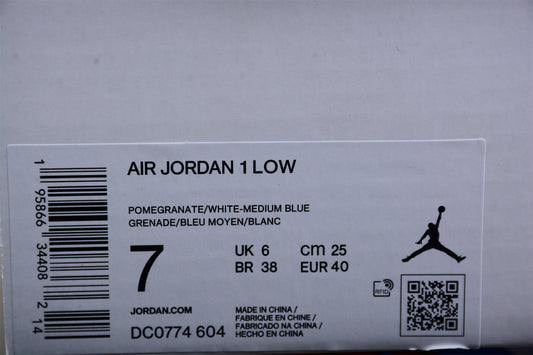 AIR JORDAN 1 LOW
POMEGRANATE/WHITE-MEDIUM BLUE
GRENADE/BLEU MOYEN/BLANC
7
UK 6 cm 25
BR 38 EUR 40
RFID
JORDAN.COM
DC0774 604
MADE IN CHINA /
FABRIQUE EN CHINE /
FABRICADO NA CHINA /
HECHO EN CHINA
1 95866 34408 2 14